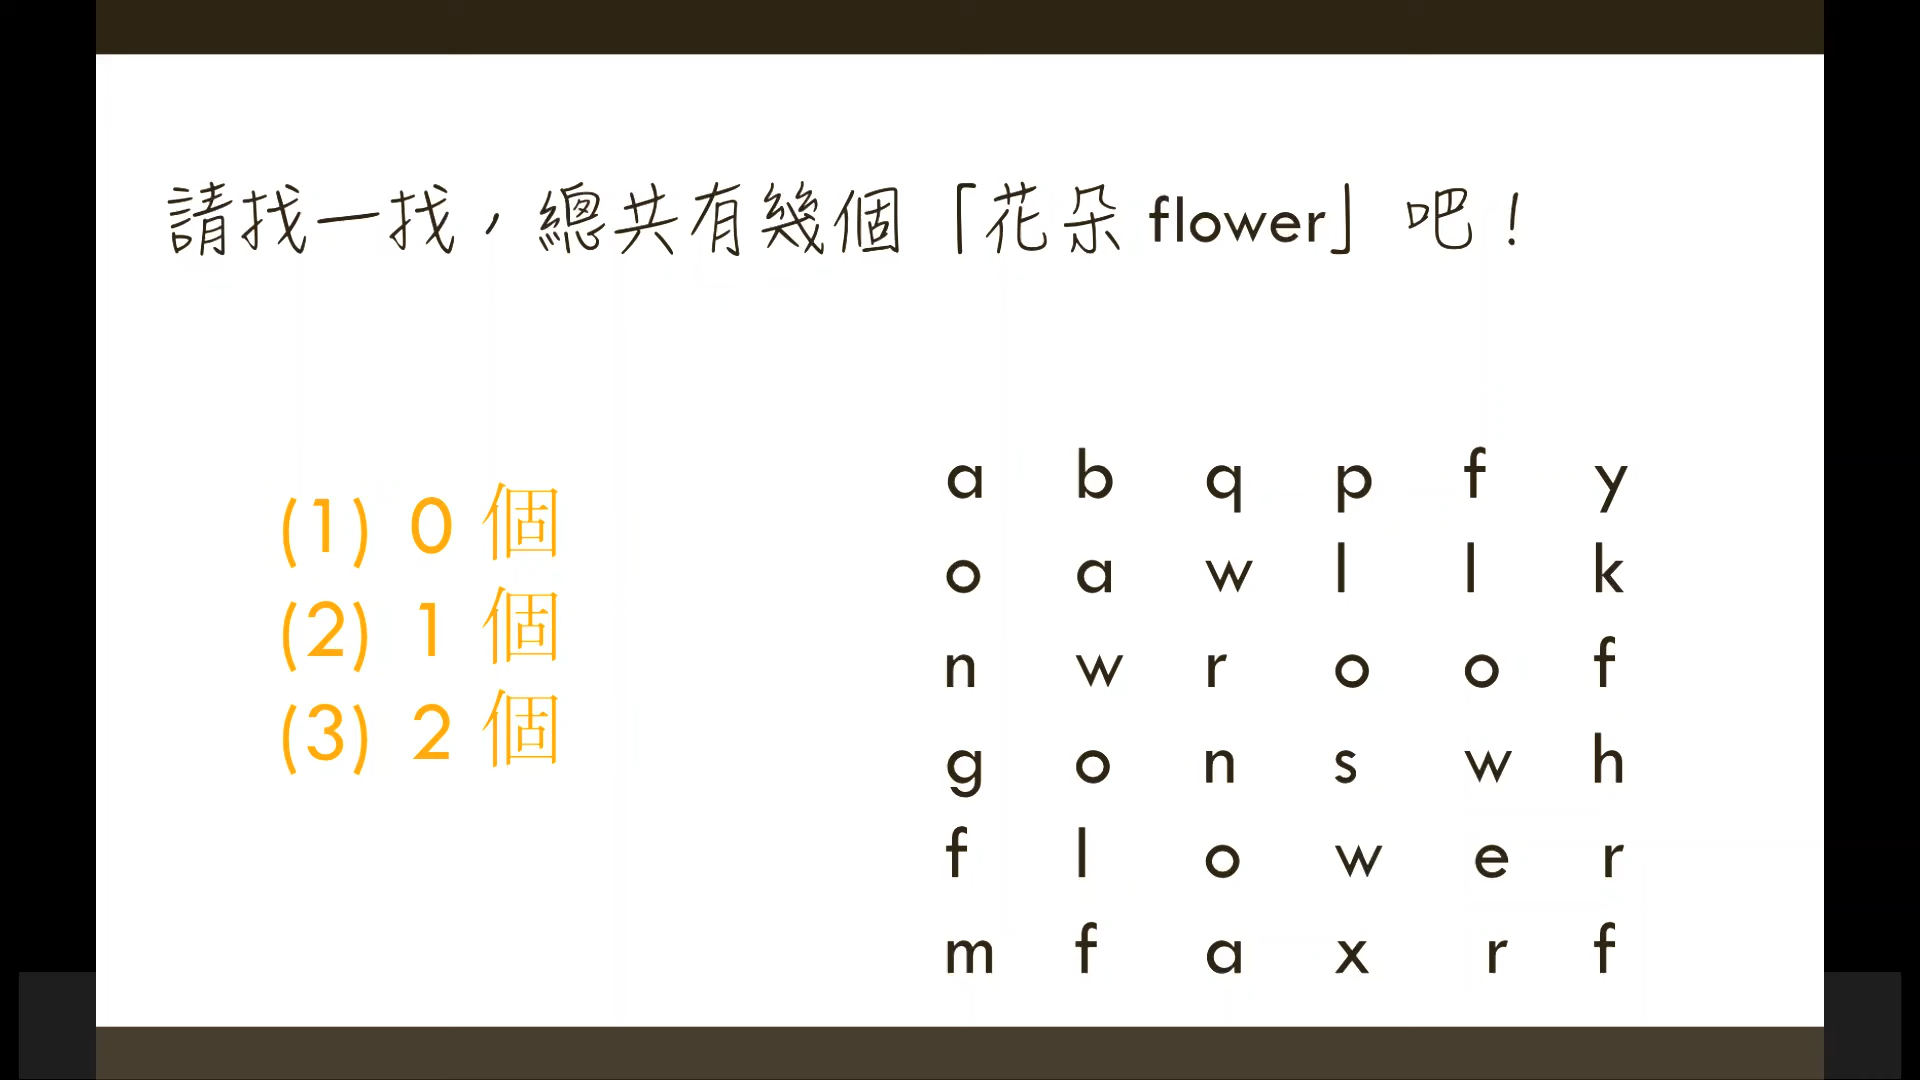 請找一找，總共有幾個「花朵 flower」吧！
(1) 0 個
(2) 1 個
(3) 2 個
a b q p f y
o a w l l k
n w r o o f
g o n s w h
f l o w e r
m f a x r f